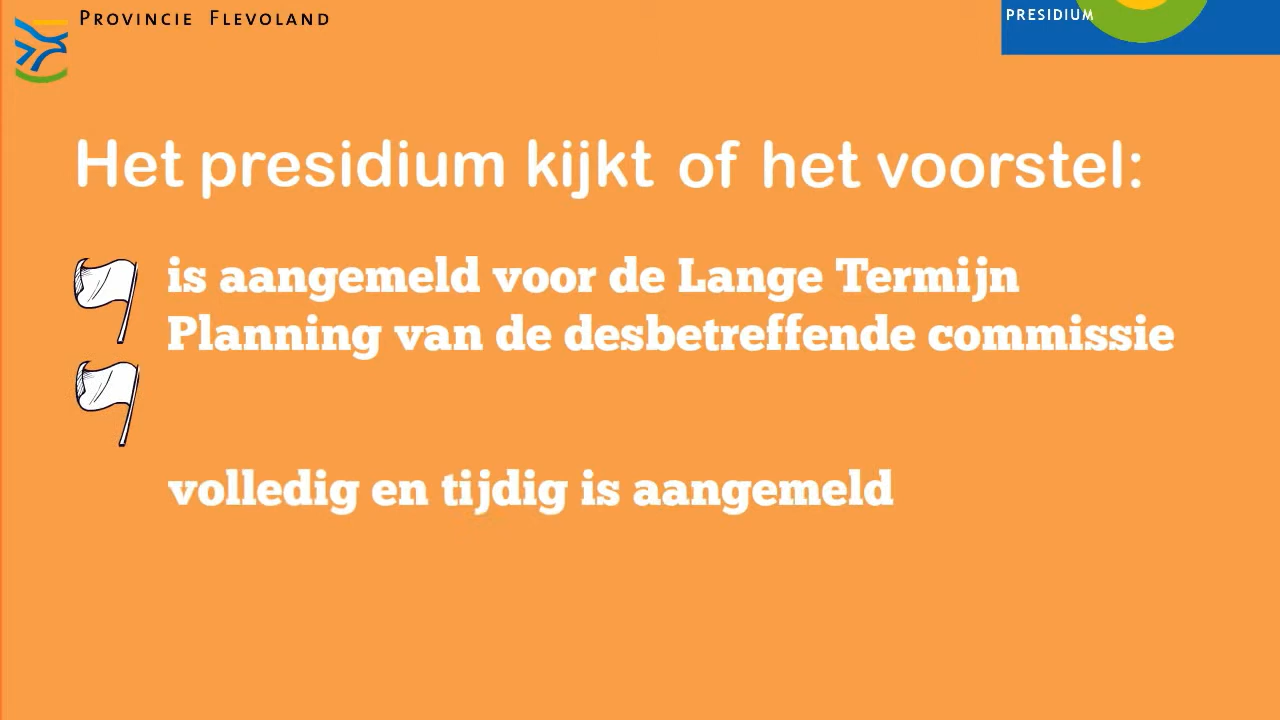 PROVINCIE FLEVOLAND
PRESIDIUM
Het presidium kijkt of het voorstel:
is aangemeld voor de Lange Termijn
Planning van de desbetreffende commissie
volledig en tijdig is aangemeld